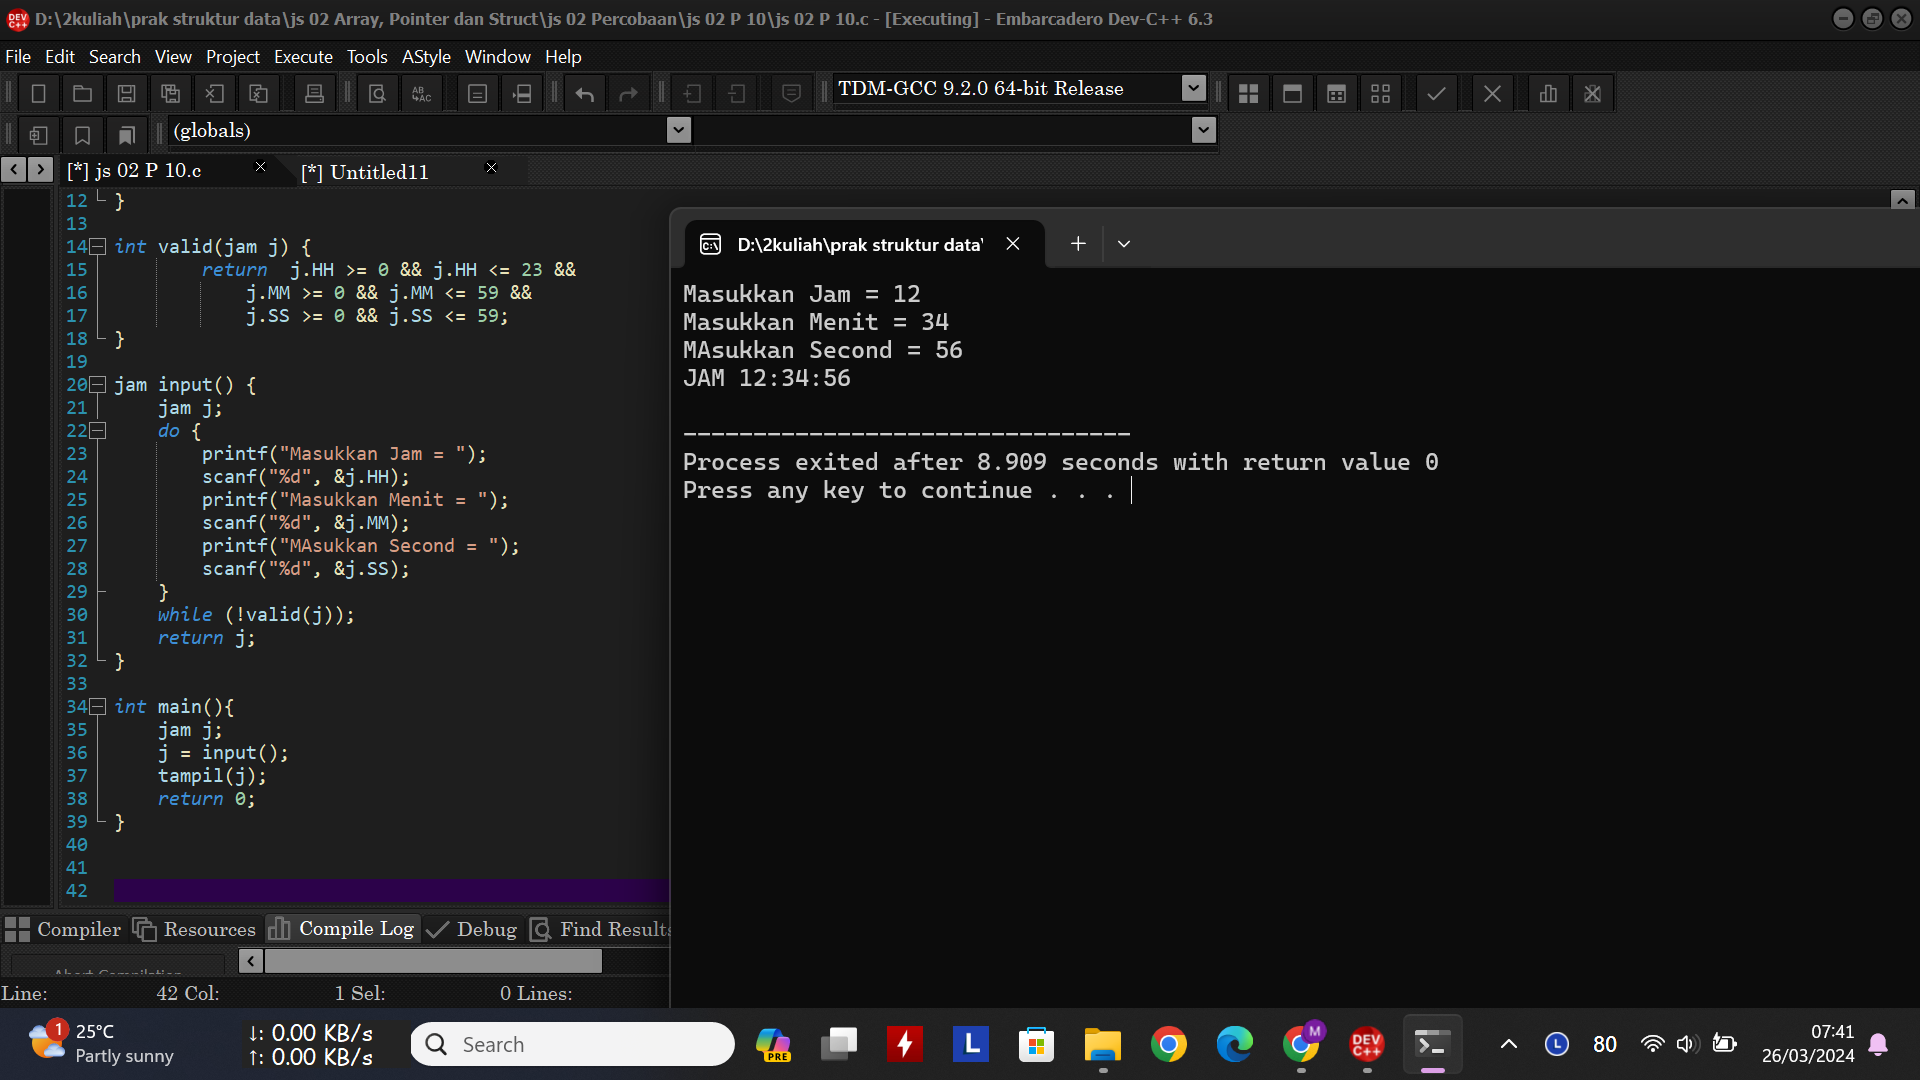 D:\2kuliah\prak struktur data\js 02 Array, Pointer dan Struct\js 02 Percobaan\js 02 P 10\js 02 P 10.c - [Executing] - Embarcadero Dev-C++ 6.3
File Edit Search View Project Execute Tools AStyle Window Help
TDM-GCC 9.2.0 64-bit Release
(globals)
[*] js 02 P 10.c [*] Untitled11
12 }
13
14 int valid(jam j) {
15 return j.HH >= 0 && j.HH <= 23 &&
16 j.MM >= 0 && j.MM <= 59 &&
17 j.SS >= 0 && j.SS <= 59;
18 }
19
20 jam input() {
21 jam j;
22 do {
23 printf("Masukkan Jam = ");
24 scanf("%d", &j.HH);
25 printf("Masukkan Menit = ");
26 scanf("%d", &j.MM);
27 printf("MAsukkan Second = ");
28 scanf("%d", &j.SS);
29 }
30 while (!valid(j));
31 return j;
32 }
33
34 int main(){
35 jam j;
36 j = input();
37 tampil(j);
38 return 0;
39 }
40
41
42
D:\2kuliah\prak struktur data\
Masukkan Jam = 12
Masukkan Menit = 34
MAsukkan Second = 56
JAM 12:34:56
--------------------------------
Process exited after 8.909 seconds with return value 0
Press any key to continue . . .
Compiler Resources Compile Log Debug Find Results
Abort Compilation
Line: 42 Col: 1 Sel: 0 Lines:
1 25°C
Partly sunny
↓: 0.00 KB/s
↑: 0.00 KB/s
Search
PRE
L
M
DEV C++
L
80
07:41
26/03/2024